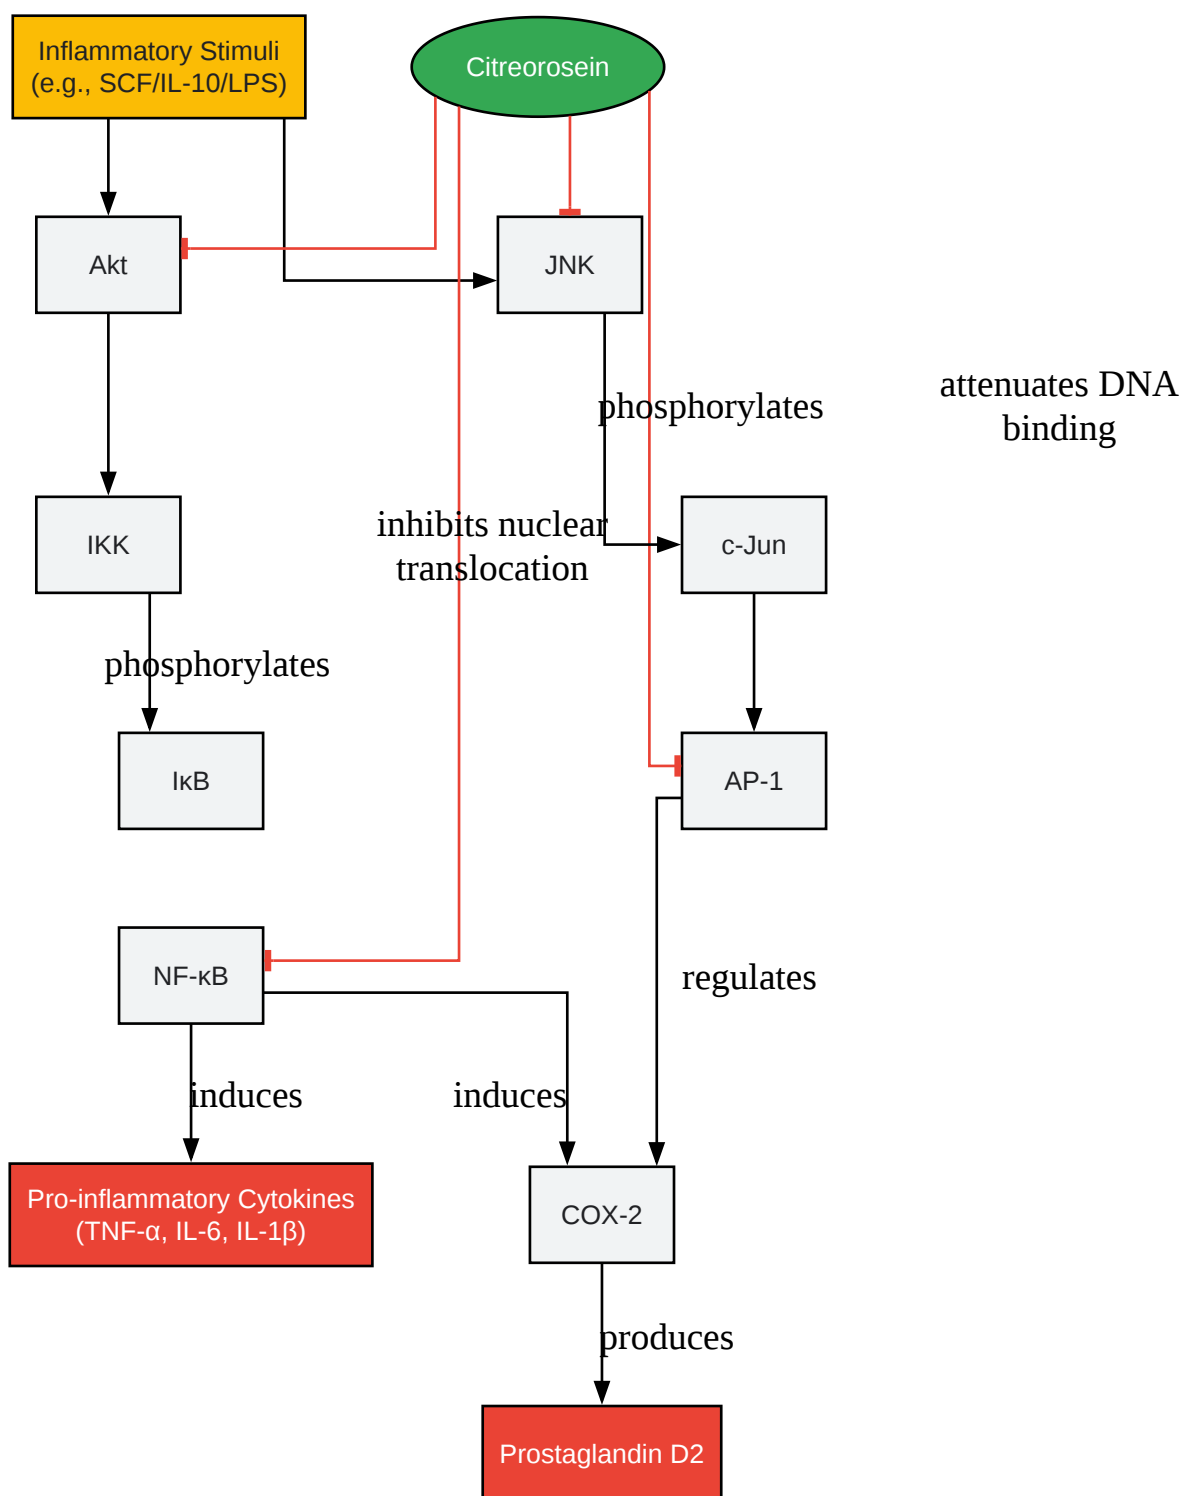 Inflammatory Stimuli
(e.g., SCF/IL-10/LPS)
Citreorosein
Akt
JNK
phosphorylates
attenuates DNA
binding
IKK
inhibits nuclear
translocation
c-Jun
phosphorylates
IκB
AP-1
NF-κB
regulates
induces
induces
Pro-inflammatory Cytokines
(TNF-α, IL-6, IL-1β)
COX-2
produces
Prostaglandin D2